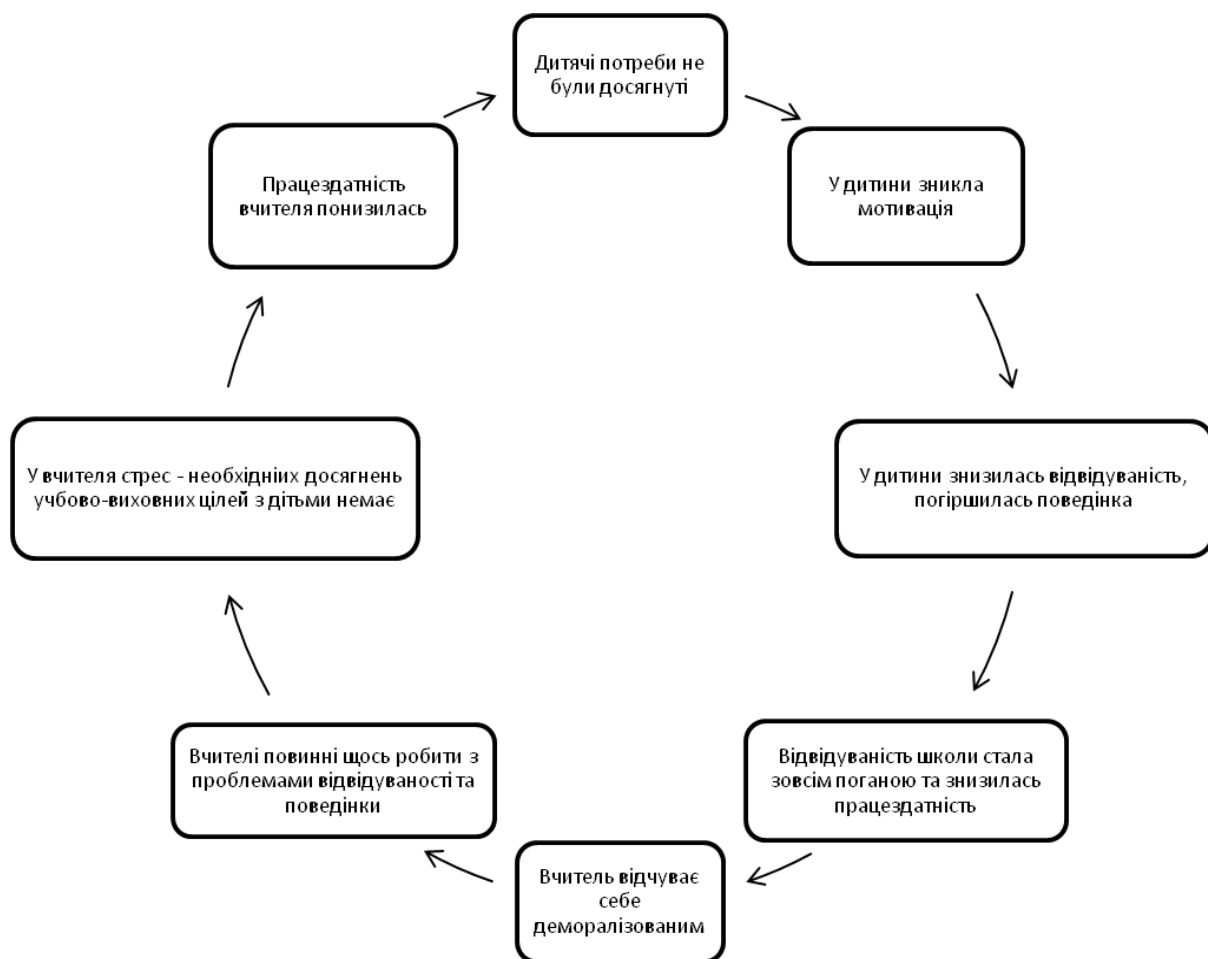 Дитячі потреби не
були досягнуті
У дитини зникла
мотивація
У дитини знизилась відвідуваність,
погіршилась поведінка
Відвідуваність школи стала
зовсім поганою та знизилась
працездатність
Вчитель відчуває
себе
деморалізованим
Вчителі повинні щось робити з
проблемами відвідуваності та
поведінки
У вчителя стрес - необхідніих досягнень
учбово-виховних цілей з дітьми немає
Працездатність
вчителя понизилась